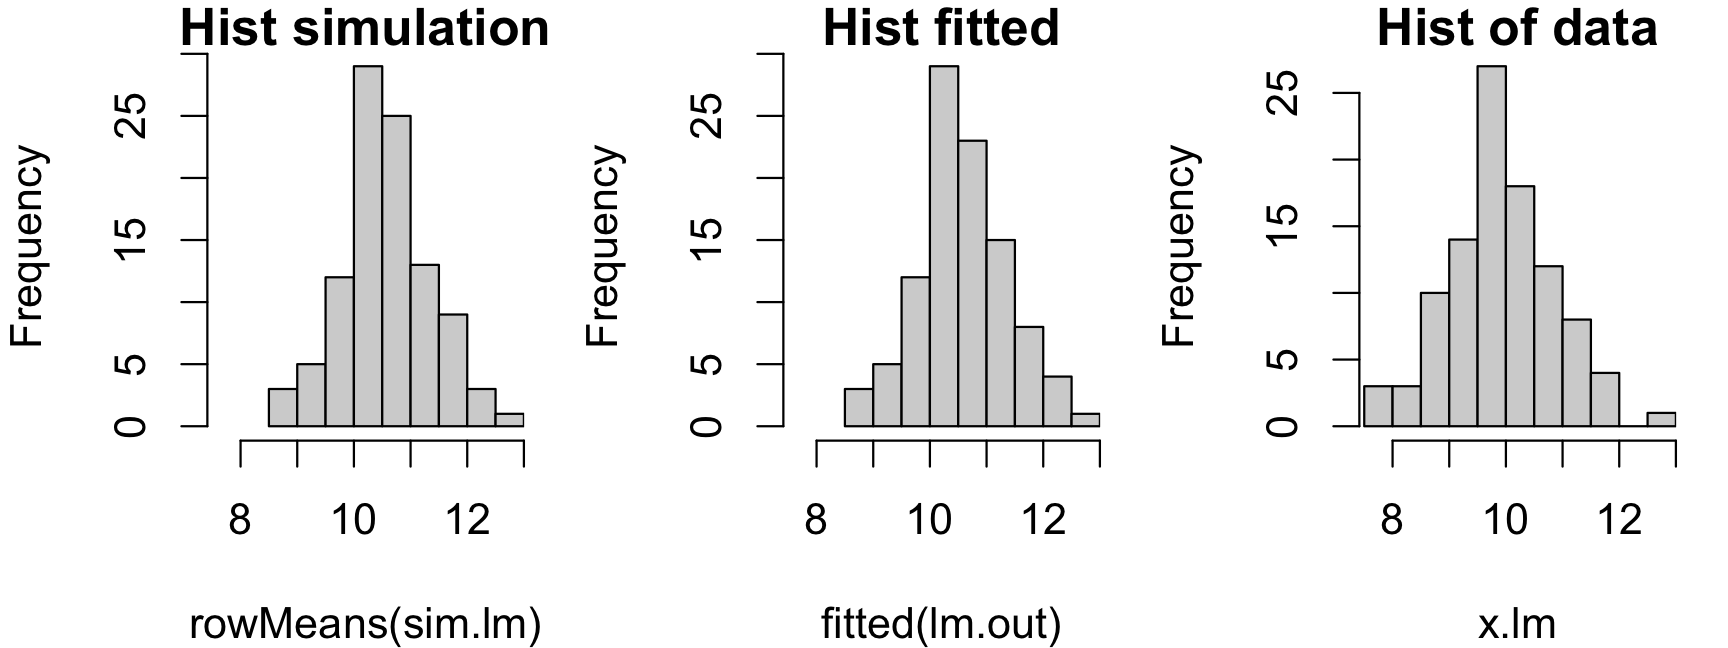 Hist simulation
Frequency
0 5 15 25
8 10 12
rowMeans(sim.lm)
Hist fitted
Frequency
0 5 15 25
8 10 12
fitted(lm.out)
Hist of data
Frequency
0 5 15 25
8 10 12
x.lm